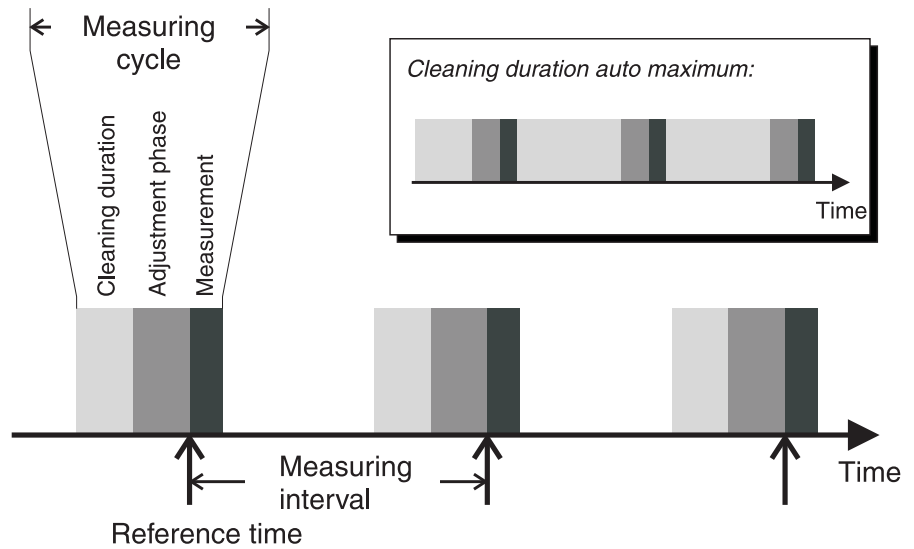 Measuring
cycle
Cleaning duration
Adjustment phase
Measurement
Cleaning duration auto maximum:
Time
Measuring
interval
Time
Reference time